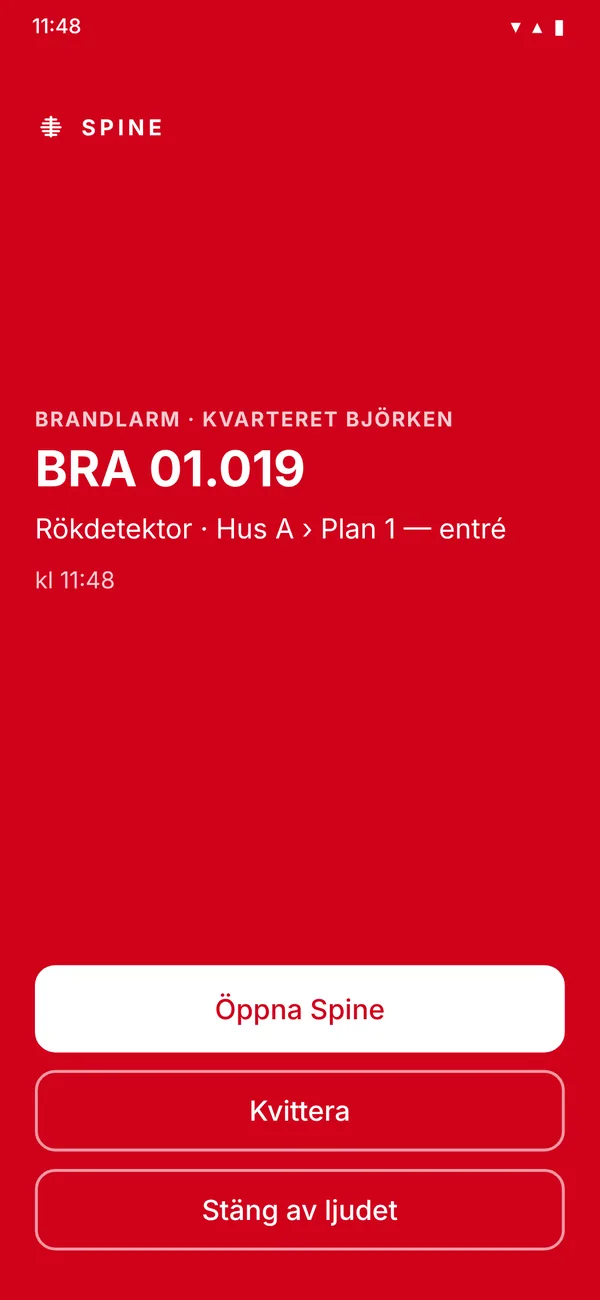 11:48
SPINE
BRANDLARM · KVARTERET BJÖRKEN
BRA 01.019
Rökdetektor · Hus A › Plan 1 — entré
kl 11:48
Öppna Spine
Kvittera
Stäng av ljudet